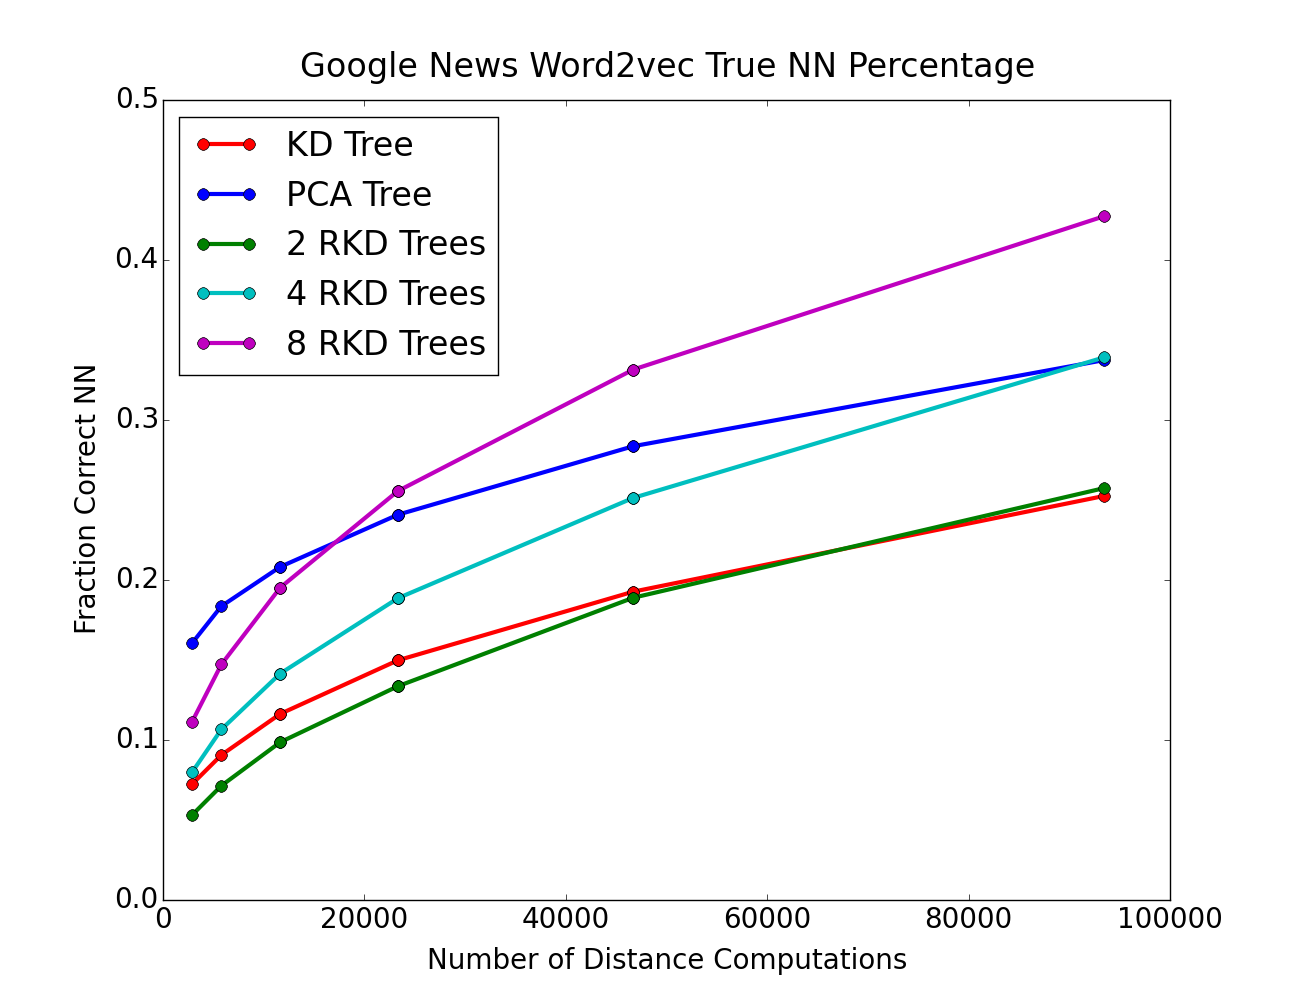 Google News Word2vec True NN Percentage
0.5
0.4
0.3
0.2
0.1
0.0
Fraction Correct NN
KD Tree
PCA Tree
2 RKD Trees
4 RKD Trees
8 RKD Trees
0 20000 40000 60000 80000 100000
Number of Distance Computations